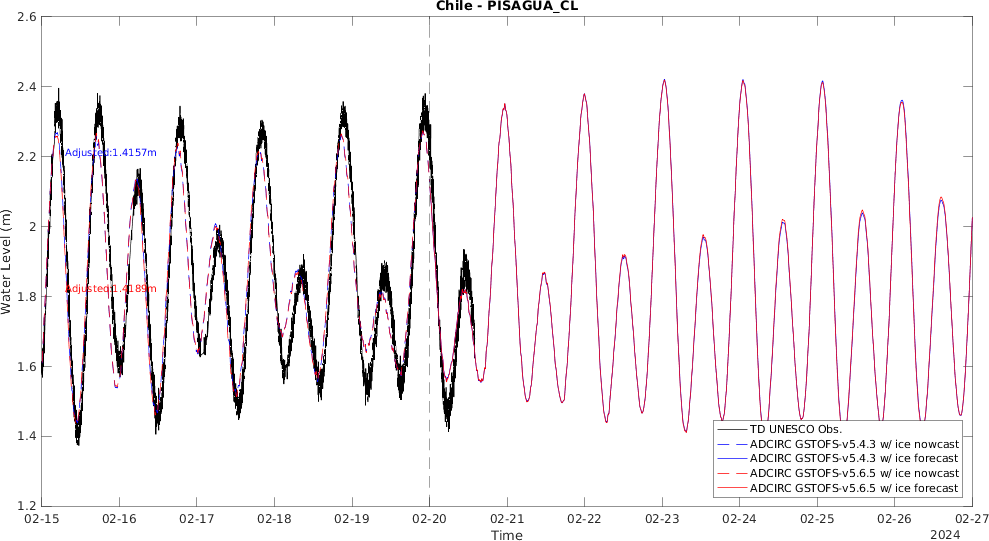 Chile - PISAGUA_CL
2.6
2.4
2.2
2
1.8
1.6
1.4
1.2
Water Level (m)
Adjusted:1.4157m
Adjusted:1.4189m
TD UNESCO Obs.
ADCIRC GSTOFS-v5.4.3 w/ ice nowcast
ADCIRC GSTOFS-v5.4.3 w/ ice forecast
ADCIRC GSTOFS-v5.6.5 w/ ice nowcast
ADCIRC GSTOFS-v5.6.5 w/ ice forecast
02-15 02-16 02-17 02-18 02-19 02-20 02-21 02-22 02-23 02-24 02-25 02-26 02-27
Time
2024